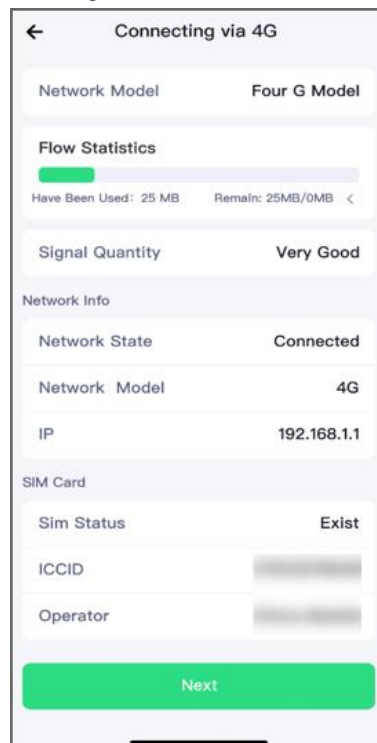 Connecting via 4G
Network Model Four G Model
Flow Statistics
Have Been Used: 25 MB Remain: 25MB/0MB <
Signal Quantity Very Good
Network Info
Network State Connected
Network Model 4G
IP 192.168.1.1
SIM Card
Sim Status Exist
ICCID
Operator
Next